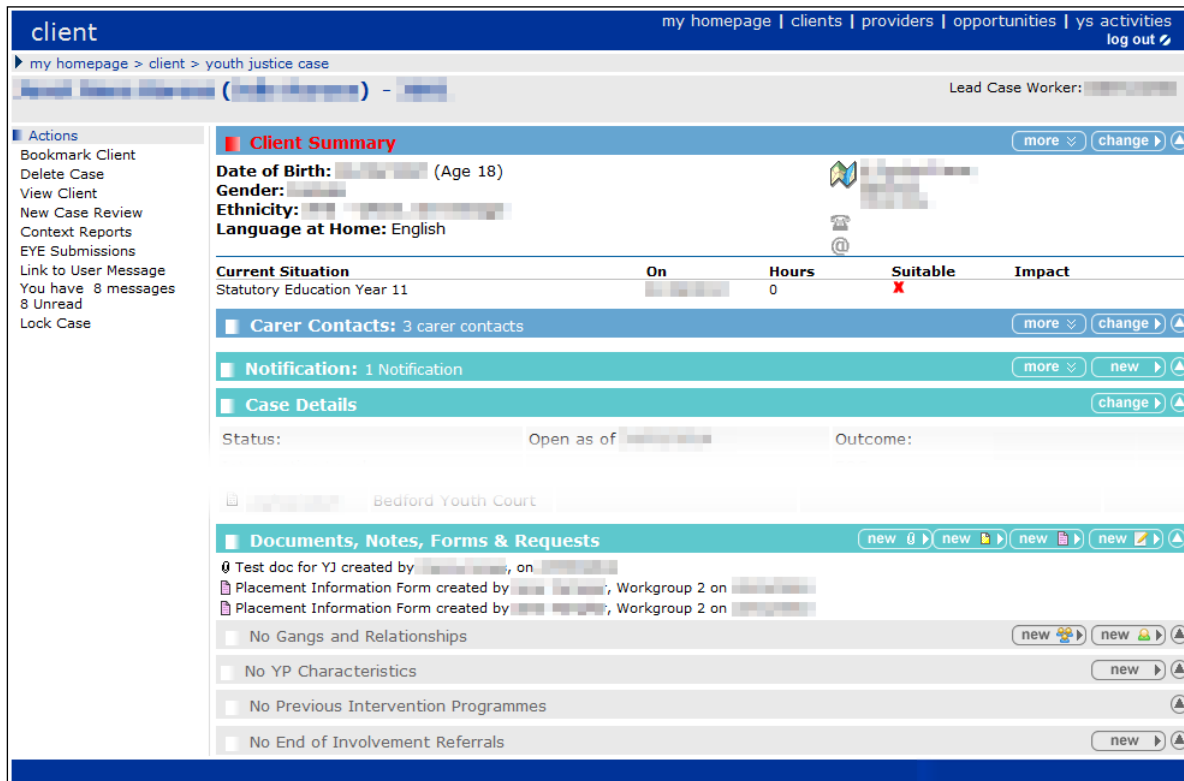 client
my homepage | clients | providers | opportunities | ys activities
log out
my homepage > client > youth justice case
( ) -
Lead Case Worker:
Actions
Bookmark Client
Delete Case
View Client
New Case Review
Context Reports
EYE Submissions
Link to User Message
You have 8 messages
8 Unread
Lock Case
Client Summary
more change
Date of Birth: (Age 18)
Gender:
Ethnicity:
Language at Home: English
@
Current Situation On Hours Suitable Impact
Statutory Education Year 11 0 X
Carer Contacts: 3 carer contacts
more change
Notification: 1 Notification
more new
Case Details
change
Status: Open as of Outcome:
Bedford Youth Court
Documents, Notes, Forms & Requests
new new new new
Test doc for YJ created by , on
Placement Information Form created by , Workgroup 2 on
Placement Information Form created by , Workgroup 2 on
No Gangs and Relationships
new new
No YP Characteristics
new
No Previous Intervention Programmes
No End of Involvement Referrals
new